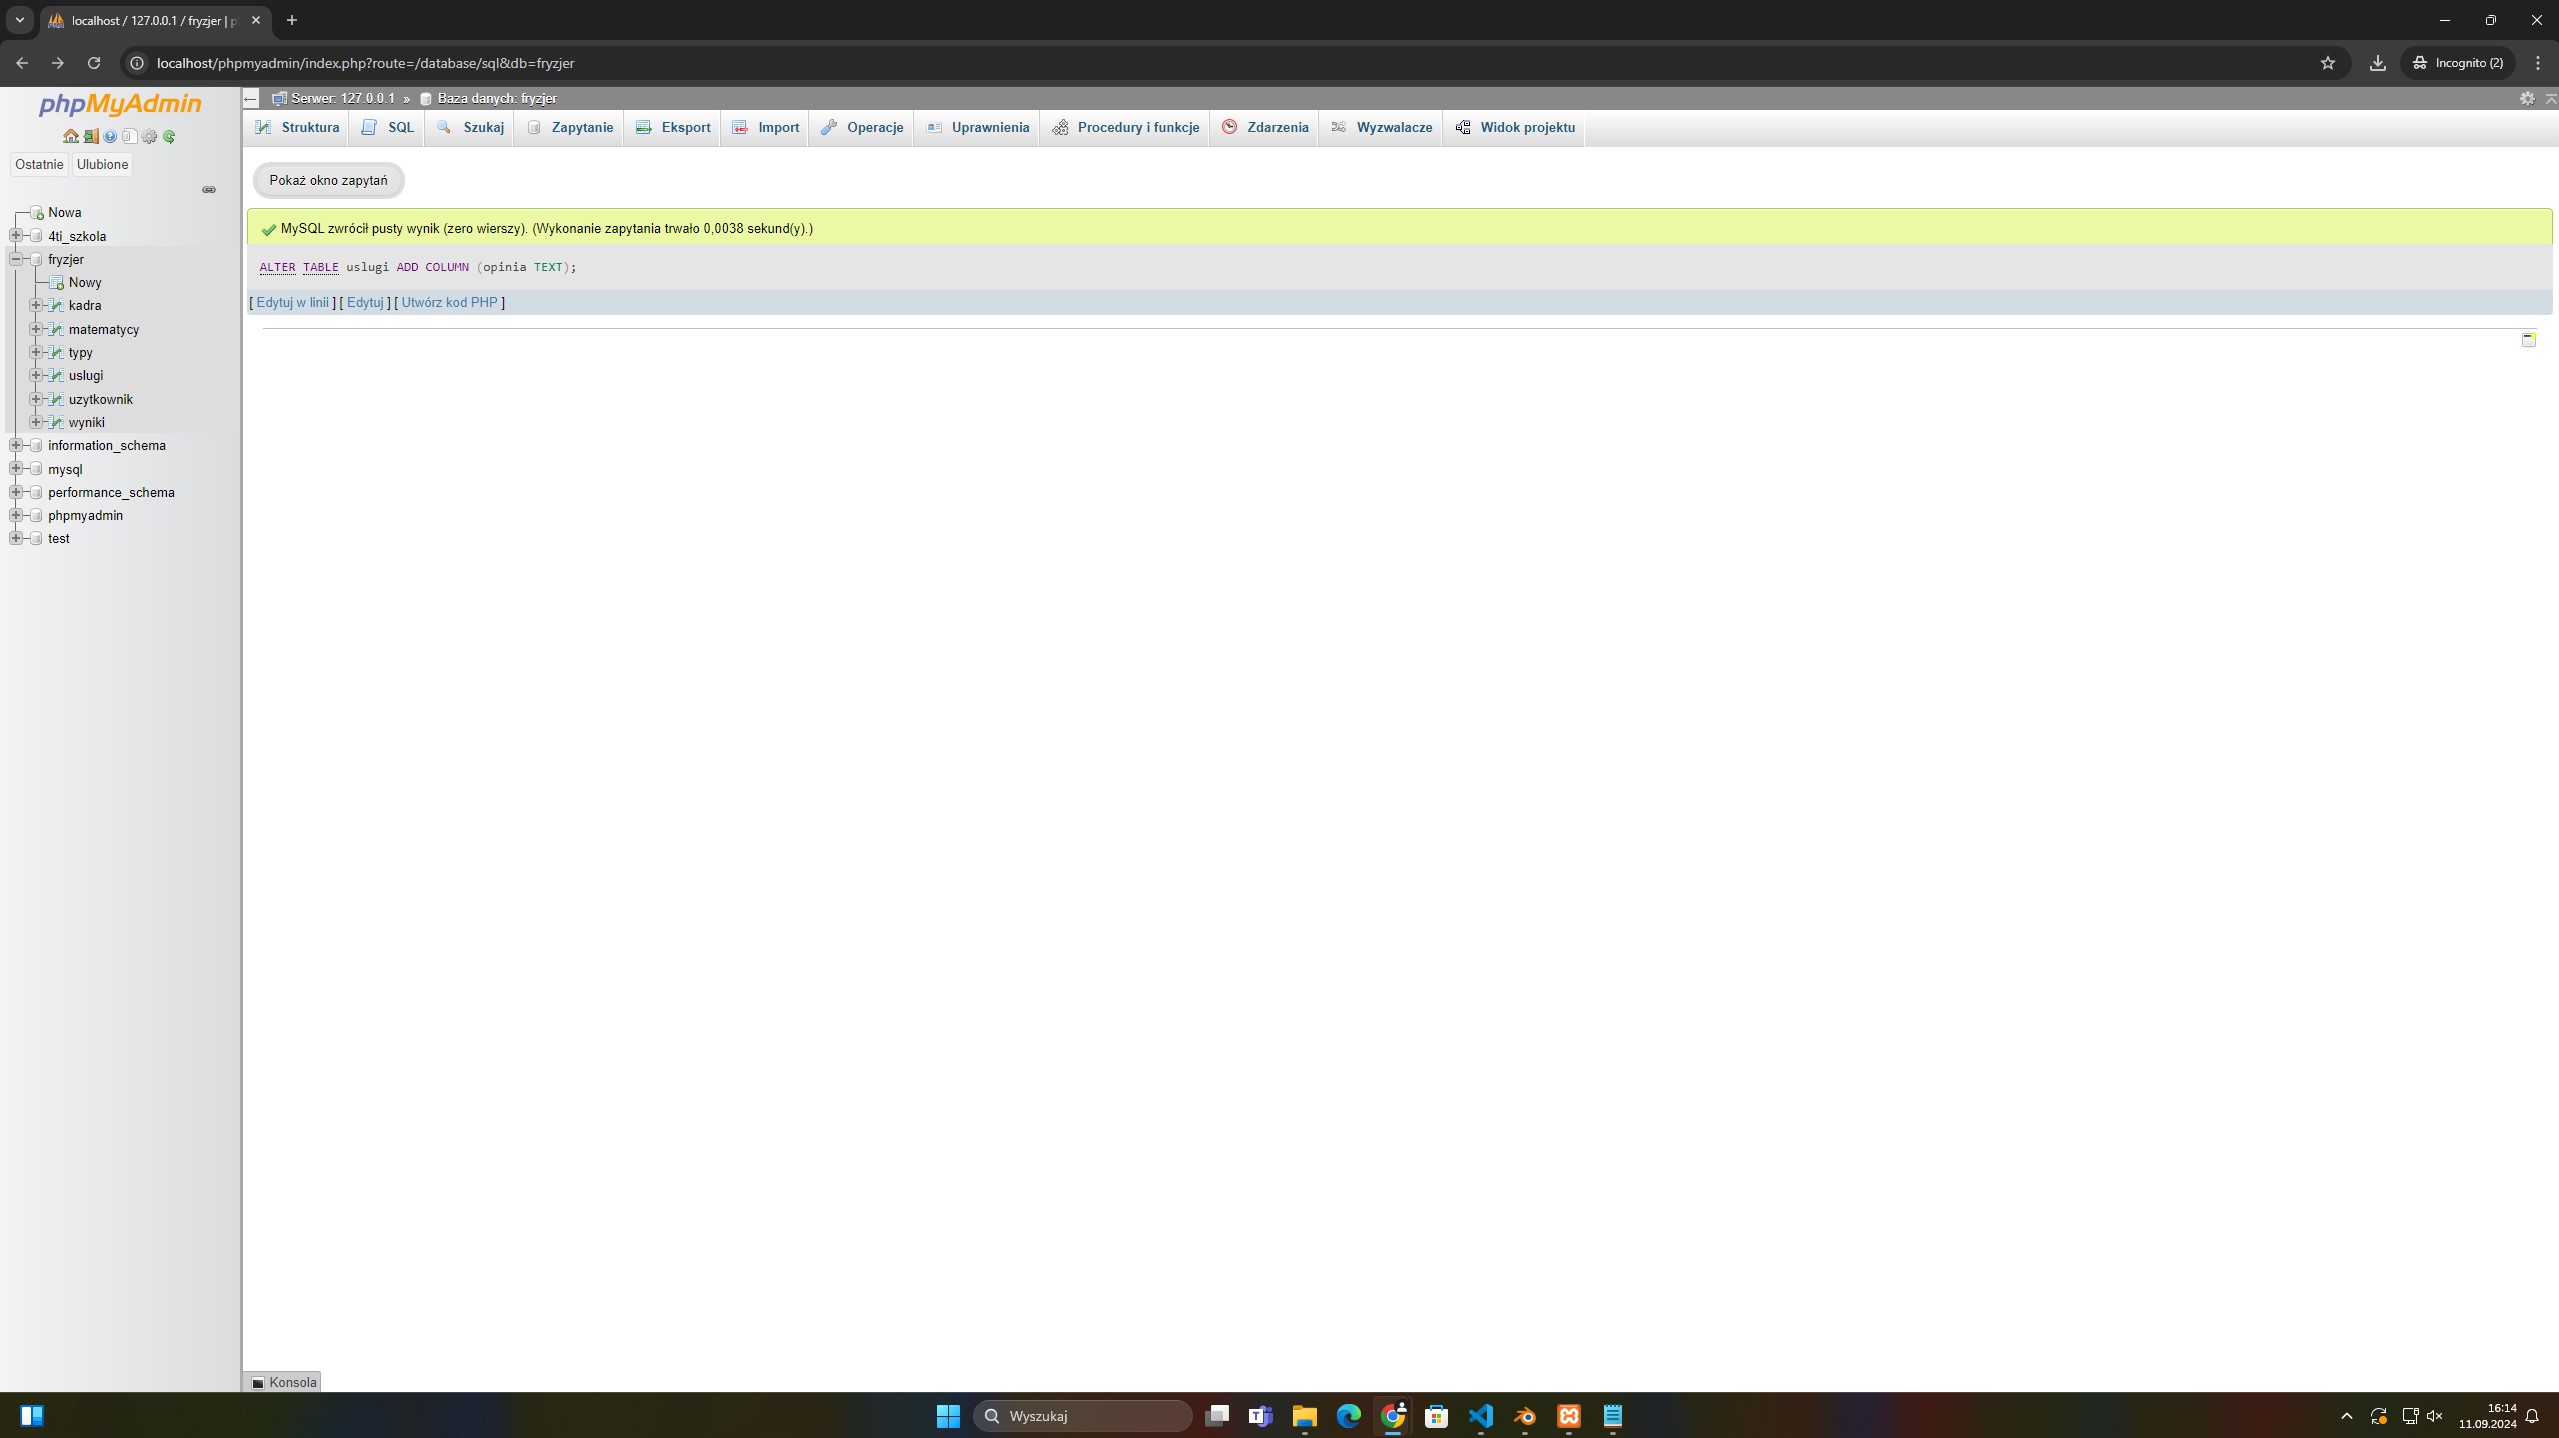 localhost / 127.0.0.1 / fryzjer | p
localhost/phpmyadmin/index.php?route=/database/sql&db=fryzjer
Incognito (2)
phpMyAdmin
Ostatnie
Ulubione
Nowa
4ti_szkola
fryzjer
Nowy
kadra
matematycy
typy
uslugi
uzytkownik
wyniki
information_schema
mysql
performance_schema
phpmyadmin
test
Serwer: 127.0.0.1 » Baza danych: fryzjer
Struktura SQL Szukaj Zapytanie Eksport Import Operacje Uprawnienia Procedury i funkcje Zdarzenia Wyzwalacze Widok projektu
Pokaż okno zapytań
MySQL zwrócił pusty wynik (zero wierszy). (Wykonanie zapytania trwało 0,0038 sekund(y).)
ALTER TABLE uslugi ADD COLUMN (opinia TEXT);
[ Edytuj w linii ] [ Edytuj ] [ Utwórz kod PHP ]
Konsola
Wyszukaj
16:14
11.09.2024